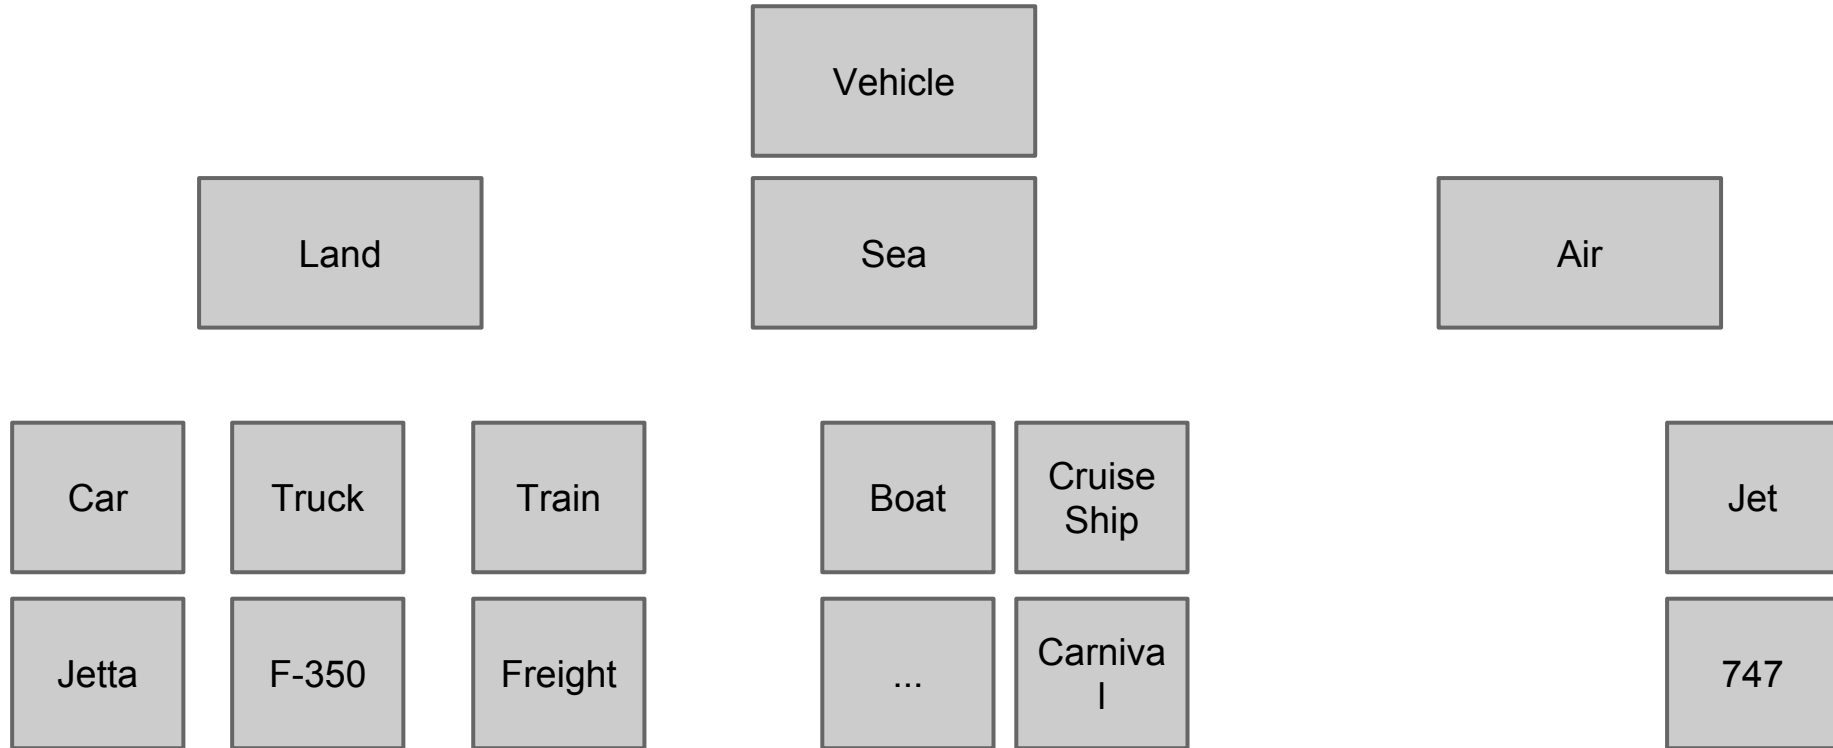 Vehicle
Land
Sea
Air
Car
Truck
Train
Boat
Cruise
Ship
Jet
Jetta
F-350
Freight
...
Carniva
l
747